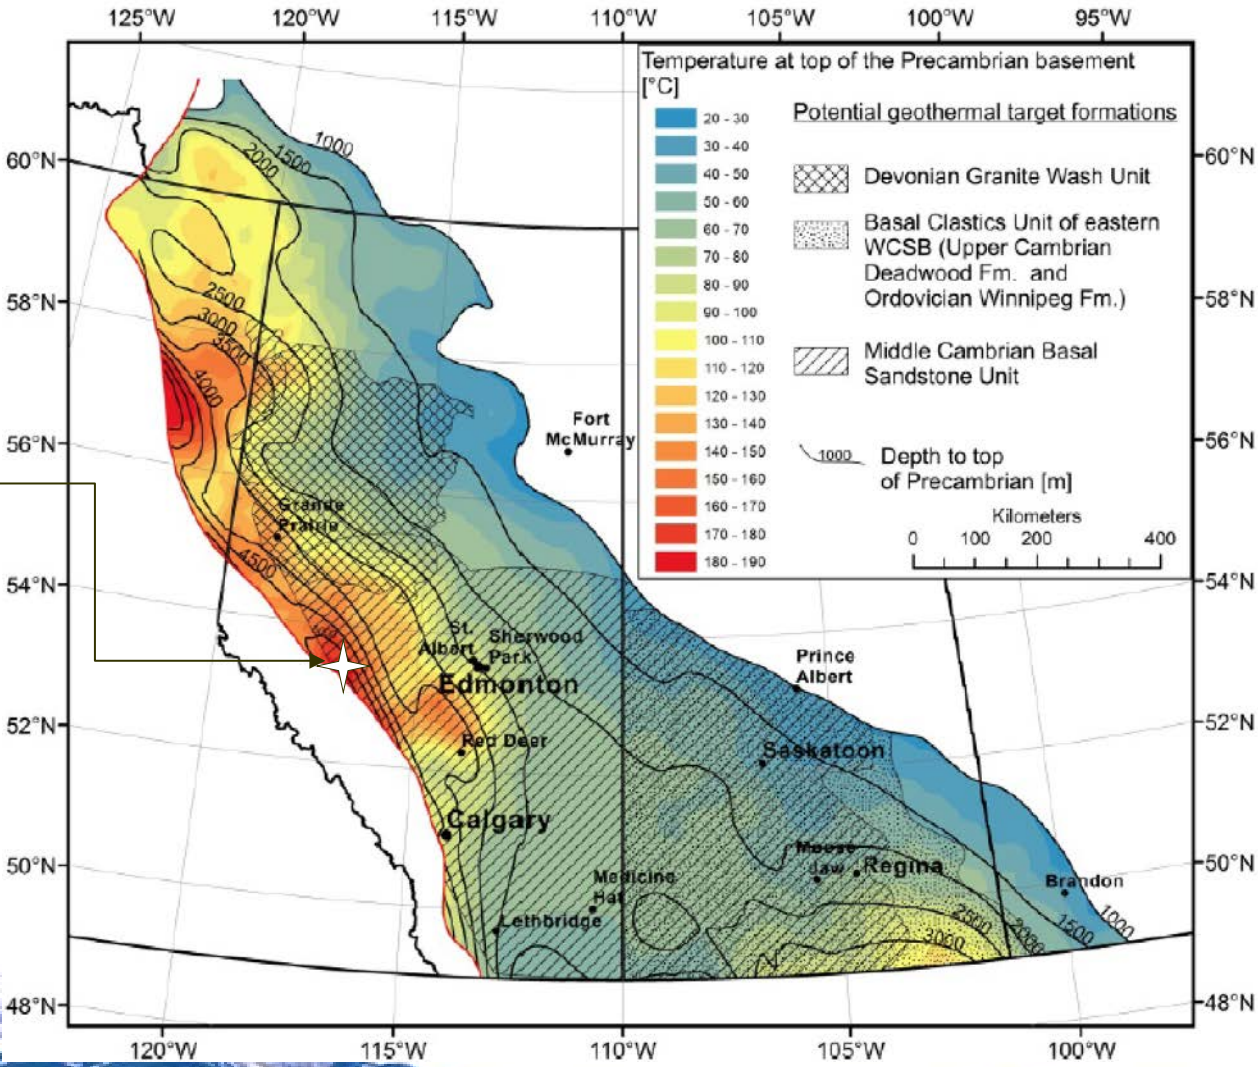 125°W 120°W 115°W 110°W 105°W 100°W 95°W
Temperature at top of the Precambrian basement
[°C]
20 - 30
30 - 40
40 - 50
50 - 60
60 - 70
70 - 80
80 - 90
90 - 100
100 - 110
110 - 120
120 - 130
130 - 140
140 - 150
150 - 160
160 - 170
170 - 180
180 - 190
Potential geothermal target formations
Devonian Granite Wash Unit
Basal Clastics Unit of eastern
WCSB (Upper Cambrian
Deadwood Fm. and
Ordovician Winnipeg Fm.)
Middle Cambrian Basal
Sandstone Unit
1000
Depth to top
of Precambrian [m]
Kilometers
0 100 200 400
60°N
58°N
56°N
54°N
52°N
50°N
48°N
60°N
58°N
56°N
54°N
52°N
50°N
48°N
1000
1500
2000
2500
3000
3500
4000
4500
Fort
McMurray
Grande
Prairie
St.
Albert
Sherwood
Park
Edmonton
Red Deer
Calgary
Medicine
Hat
Lethbridge
Prince
Albert
Saskatoon
Moose
Jaw
Regina
Brandon
2500
3000
2000
1500
1000
120°W 115°W 110°W 105°W 100°W